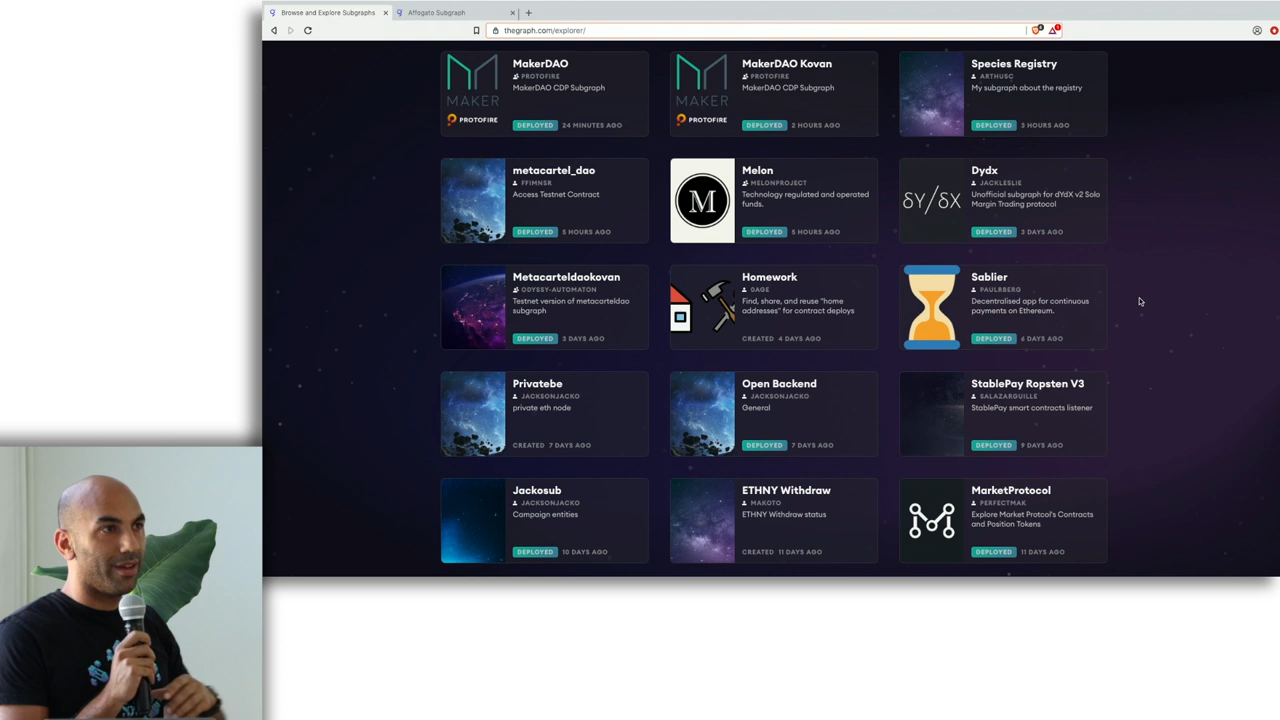 Browse and Explore Subgraphs
Affogato Subgraph
thegraph.com/explorer/
MakerDAO
PROTOFIRE
MakerDAO CDP Subgraph
DEPLOYED 24 MINUTES AGO
MAKER
PROTOFIRE
MakerDAO Kovan
PROTOFIRE
MakerDAO CDP Subgraph
DEPLOYED 2 HOURS AGO
MAKER
PROTOFIRE
Species Registry
ARTHUSC
My subgraph about the registry
DEPLOYED 3 HOURS AGO
metacartel_dao
FFIMNSR
Access Testnet Contract
DEPLOYED 5 HOURS AGO
M
Melon
MELONPROJECT
Technology regulated and operated
funds.
DEPLOYED 5 HOURS AGO
δY/δX
Dydx
JACKLESLIE
Unofficial subgraph for dYdX v2 Solo
Margin Trading protocol
DEPLOYED 3 DAYS AGO
Metacarteldaokovan
ODYSSY-AUTOMATON
Testnet version of metacarteldao
subgraph
DEPLOYED 3 DAYS AGO
Homework
GAGE
Find, share, and reuse "home
addresses" for contract deploys
CREATED 4 DAYS AGO
Sablier
PAULRBERG
Decentralised app for continuous
payments on Ethereum.
DEPLOYED 6 DAYS AGO
Privatebe
JACKSONJACKO
private eth node
CREATED 7 DAYS AGO
Open Backend
JACKSONJACKO
General
DEPLOYED 7 DAYS AGO
StablePay Ropsten V3
SALAZARGUILLE
StablePay smart contracts listener
DEPLOYED 9 DAYS AGO
Jackosub
JACKSONJACKO
Campaign entities
DEPLOYED 10 DAYS AGO
ETHNY Withdraw
MAKOTO
ETHNY Withdraw status
CREATED 11 DAYS AGO
MarketProtocol
PERFECTMAK
Explore Market Protcol's Contracts
and Position Tokens
DEPLOYED 11 DAYS AGO